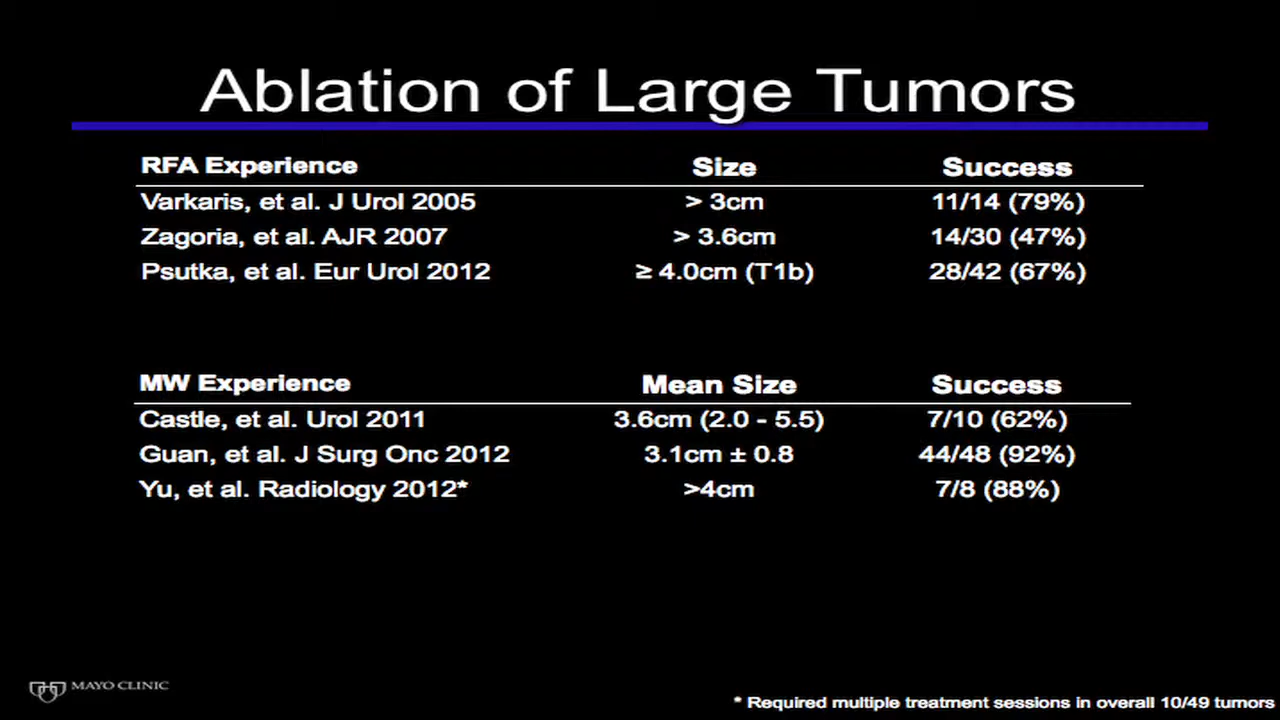 Ablation of Large Tumors
RFA Experience Size Success
Varkaris, et al. J Urol 2005 > 3cm 11/14 (79%)
Zagoria, et al. AJR 2007 > 3.6cm 14/30 (47%)
Psutka, et al. Eur Urol 2012 ≥ 4.0cm (T1b) 28/42 (67%)
MW Experience Mean Size Success
Castle, et al. Urol 2011 3.6cm (2.0 - 5.5) 7/10 (62%)
Guan, et al. J Surg Onc 2012 3.1cm ± 0.8 44/48 (92%)
Yu, et al. Radiology 2012* >4cm 7/8 (88%)
MAYO CLINIC
* Required multiple treatment sessions in overall 10/49 tumors